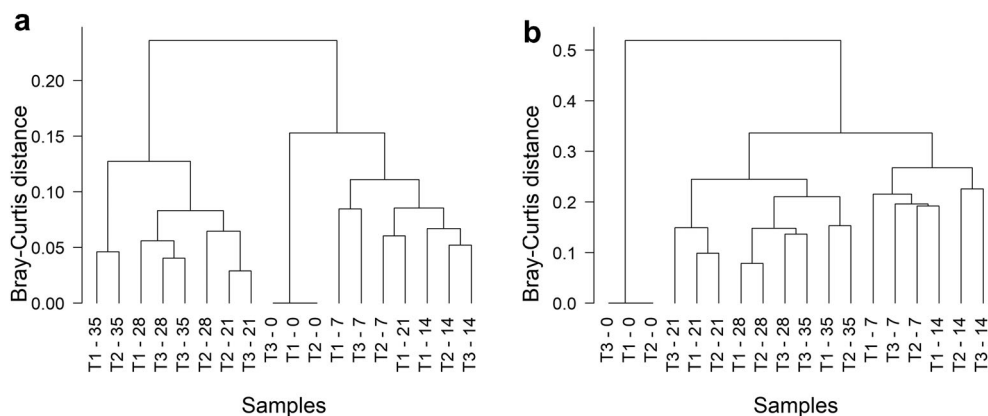 a
Bray-Curtis distance
0.20
0.15
0.10
0.05
0.00
T1 - 35
T2 - 35
T1 - 28
T3 - 28
T3 - 35
T2 - 28
T2 - 21
T3 - 21
T3 - 0
T1 - 0
T2 - 0
T1 - 7
T3 - 7
T2 - 7
T1 - 21
T1 - 14
T2 - 14
T3 - 14
Samples
b
Bray-Curtis distance
0.5
0.4
0.3
0.2
0.1
0.0
T3 - 0
T1 - 0
T2 - 0
T3 - 21
T1 - 21
T2 - 21
T1 - 28
T2 - 28
T3 - 28
T3 - 35
T1 - 35
T2 - 35
T1 - 7
T3 - 7
T2 - 7
T1 - 14
T2 - 14
T3 - 14
Samples